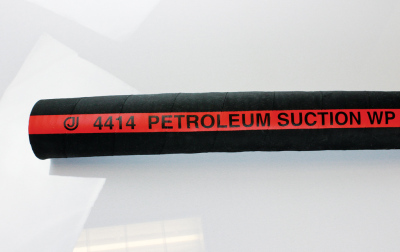 4414 PETROLEUM SUCTION WP